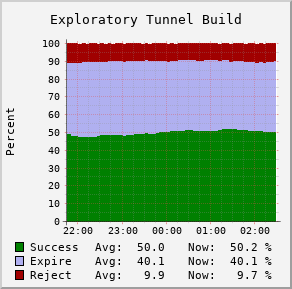 Exploratory Tunnel Build
Percent
100
90
80
70
60
50
40
30
20
10
0
22:00 23:00 00:00 01:00 02:00
Success Avg: 50.0 Now: 50.2 %
Expire Avg: 40.1 Now: 40.1 %
Reject Avg: 9.9 Now: 9.7 %